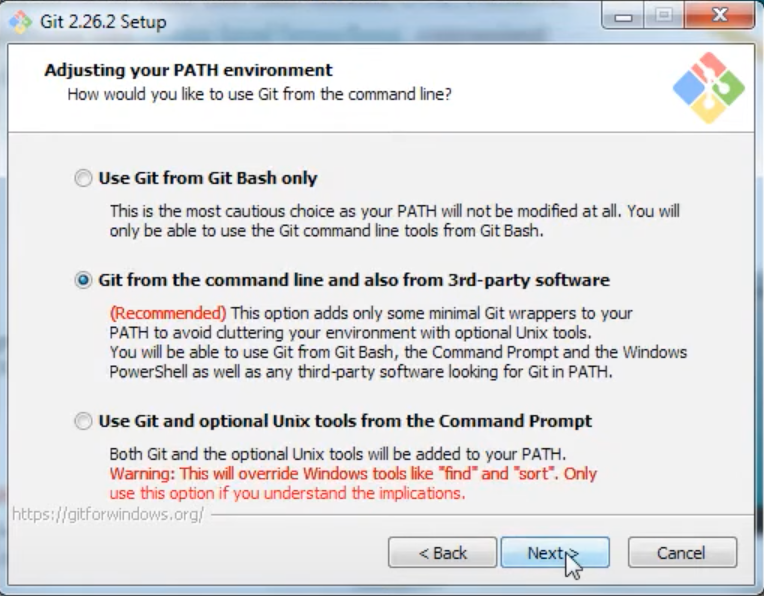 Git 2.26.2 Setup
Adjusting your PATH environment
How would you like to use Git from the command line?
Use Git from Git Bash only
This is the most cautious choice as your PATH will not be modified at all. You will
only be able to use the Git command line tools from Git Bash.
Git from the command line and also from 3rd-party software
(Recommended) This option adds only some minimal Git wrappers to your
PATH to avoid cluttering your environment with optional Unix tools.
You will be able to use Git from Git Bash, the Command Prompt and the Windows
PowerShell as well as any third-party software looking for Git in PATH.
Use Git and optional Unix tools from the Command Prompt
Both Git and the optional Unix tools will be added to your PATH.
Warning: This will override Windows tools like "find" and "sort". Only
use this option if you understand the implications.
https://gitforwindows.org/
< Back Next > Cancel